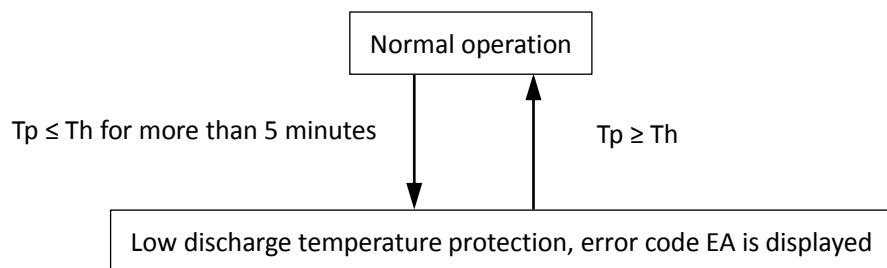 Normal operation
Tp ≤ Th for more than 5 minutes
Tp ≥ Th
Low discharge temperature protection, error code EA is displayed